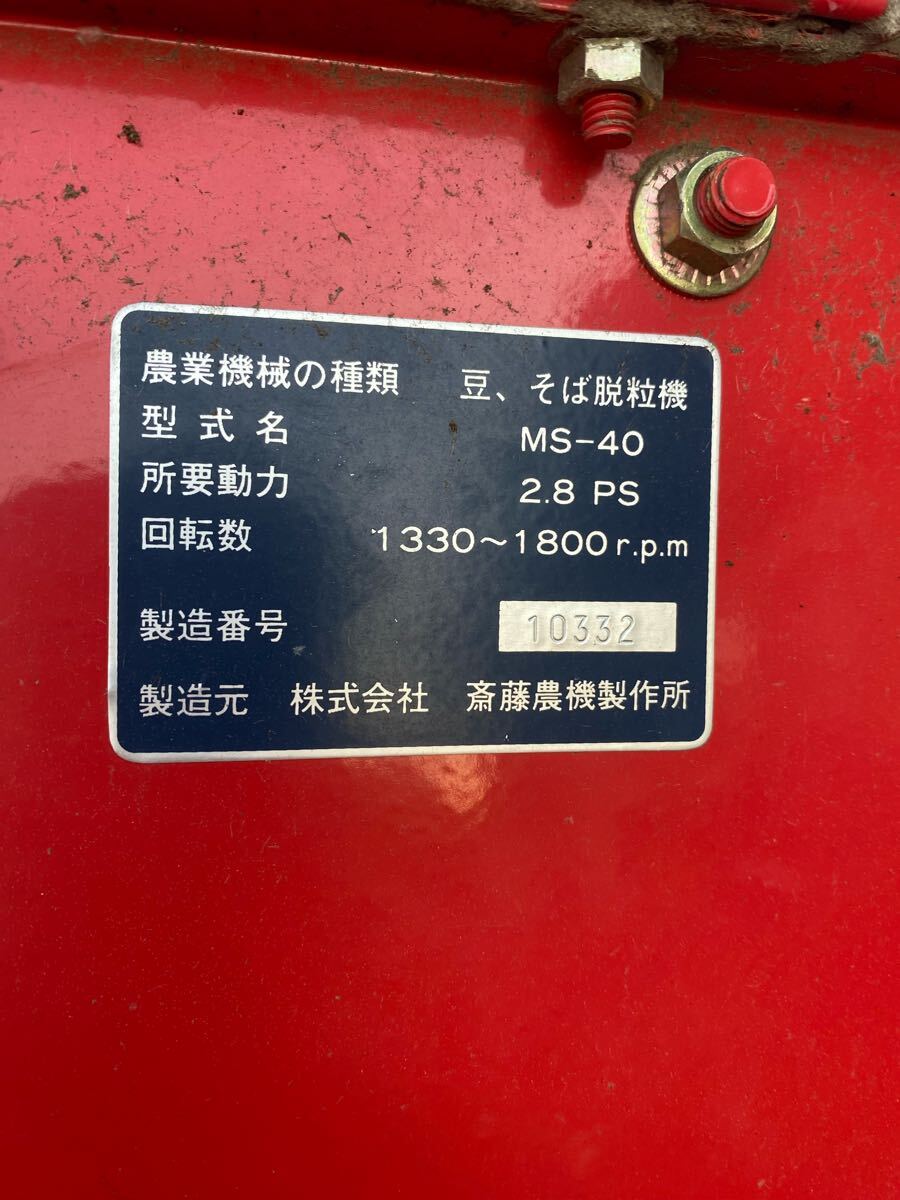 農業機械の種類 豆、そば脱粒機
型式名 MS-40
所要動力 2.8 PS
回転数 1330～1800 r.p.m
製造番号 10332
製造元 株式会社 斎藤農機製作所